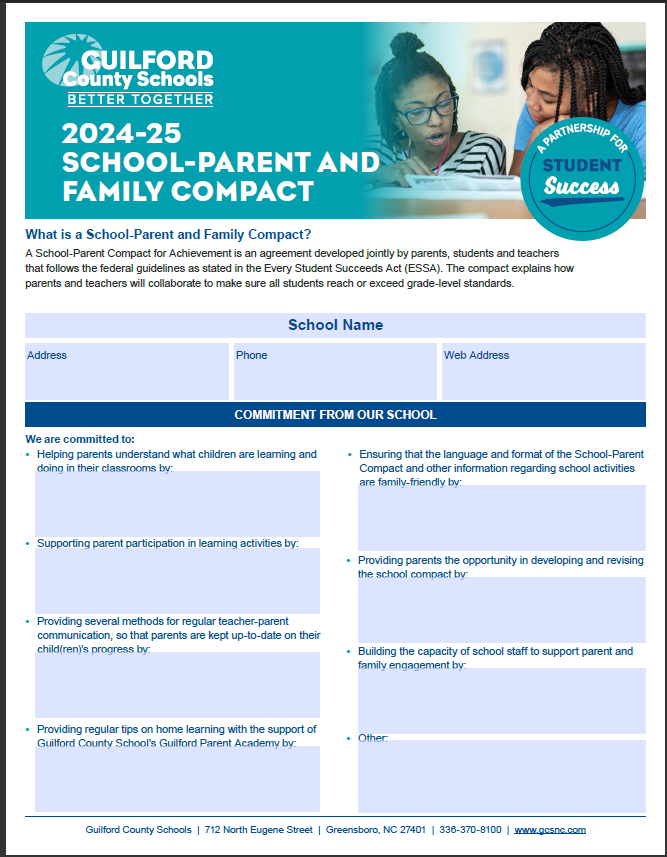 GUILFORD
County Schools
BETTER TOGETHER
2024-25
SCHOOL-PARENT AND
FAMILY COMPACT
A PARTNERSHIP FOR
STUDENT
Success
What is a School-Parent and Family Compact?
A School-Parent Compact for Achievement is an agreement developed jointly by parents, students and teachers
that follows the federal guidelines as stated in the Every Student Succeeds Act (ESSA). The compact explains how
parents and teachers will collaborate to make sure all students reach or exceed grade-level standards.
School Name
Address
Phone
Web Address
COMMITMENT FROM OUR SCHOOL
We are committed to:
• Helping parents understand what children are learning and
doing in their classrooms by:
• Supporting parent participation in learning activities by:
• Providing several methods for regular teacher-parent
communication, so that parents are kept up-to-date on their
child(ren)'s progress by:
• Providing regular tips on home learning with the support of
Guilford County School's Guilford Parent Academy by:
• Ensuring that the language and format of the School-Parent
Compact and other information regarding school activities
are family-friendly by:
• Providing parents the opportunity in developing and revising
the school compact by:
• Building the capacity of school staff to support parent and
family engagement by:
• Other:
Guilford County Schools | 712 North Eugene Street | Greensboro, NC 27401 | 336-370-8100 | www.gcsnc.com